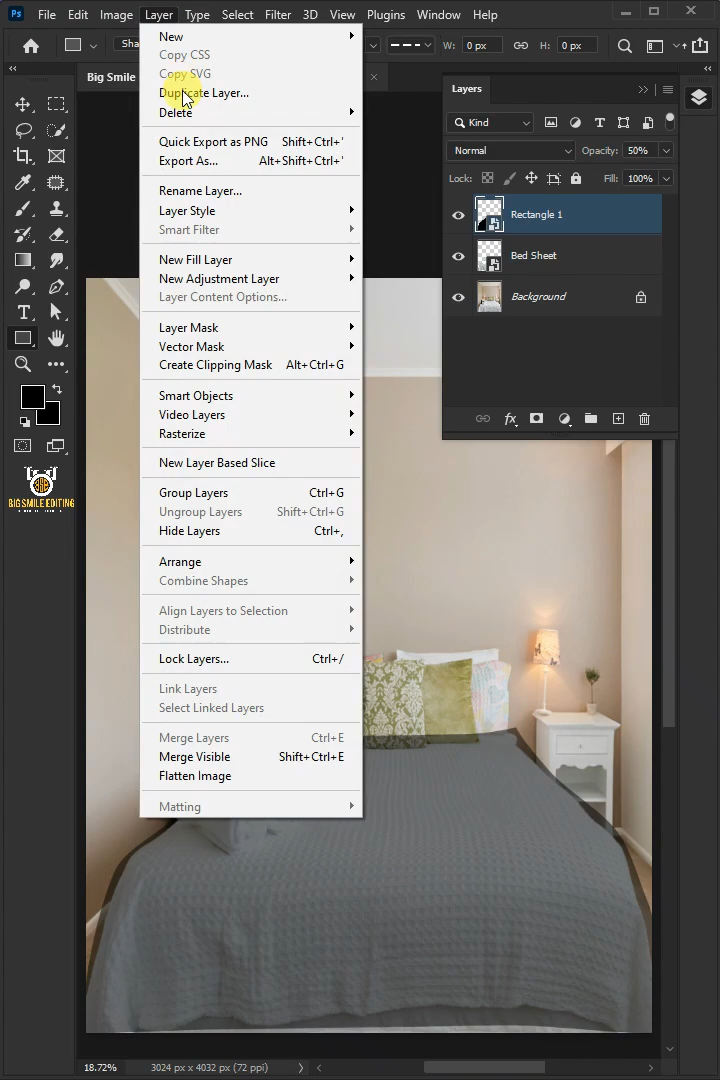 Ps File Edit Image Layer Type Select Filter 3D View Plugins Window Help
Sha W: 0 px H: 0 px
Big Smile
New
Copy CSS
Copy SVG
Duplicate Layer...
Delete
Quick Export as PNG Shift+Ctrl+'
Export As... Alt+Shift+Ctrl+'
Rename Layer...
Layer Style
Smart Filter
New Fill Layer
New Adjustment Layer
Layer Content Options...
Layer Mask
Vector Mask
Create Clipping Mask Alt+Ctrl+G
Smart Objects
Video Layers
Rasterize
New Layer Based Slice
Group Layers Ctrl+G
Ungroup Layers Shift+Ctrl+G
Hide Layers Ctrl+,
Arrange
Combine Shapes
Align Layers to Selection
Distribute
Lock Layers... Ctrl+/
Link Layers
Select Linked Layers
Merge Layers Ctrl+E
Merge Visible Shift+Ctrl+E
Flatten Image
Matting
Layers
Kind
Normal Opacity: 50%
Lock: Fill: 100%
Rectangle 1
Bed Sheet
Background
fx
BIG SMILE EDITING
18.72% 3024 px x 4032 px (72 ppi)